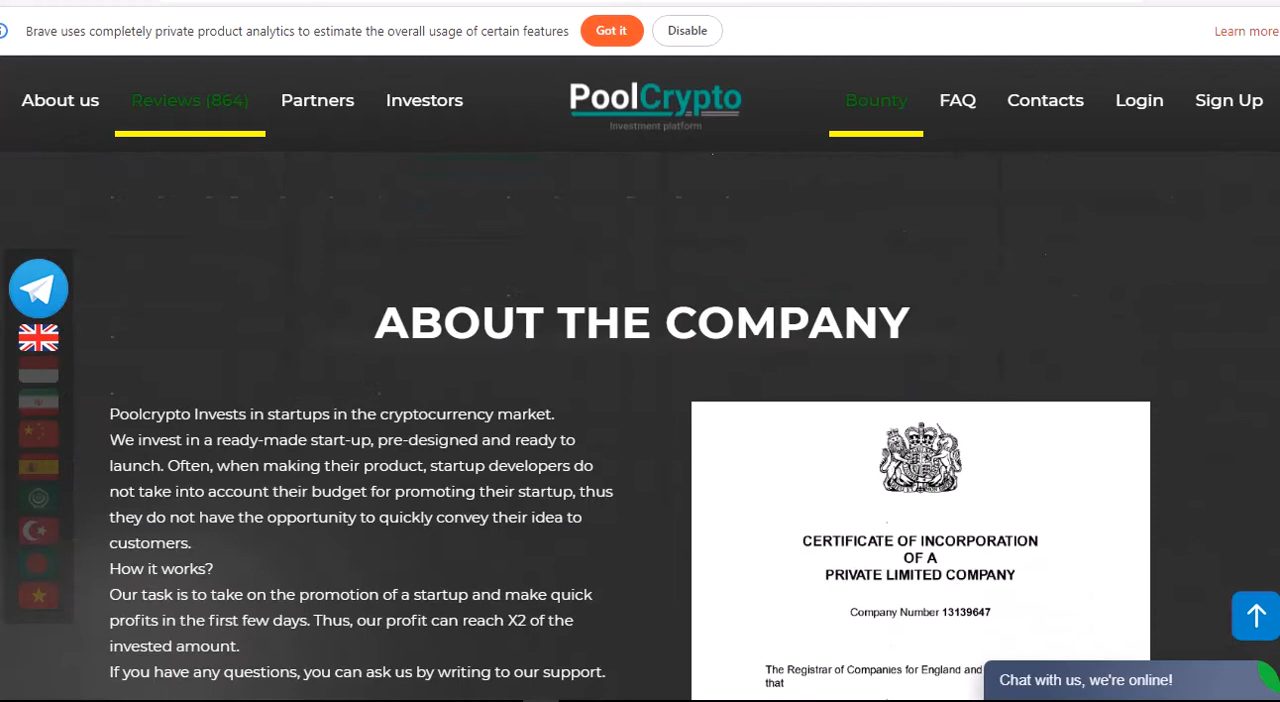 Brave uses completely private product analytics to estimate the overall usage of certain features Got it Disable Learn more
About us Reviews (864) Partners Investors PoolCrypto Bounty FAQ Contacts Login Sign Up
Investment platform
ABOUT THE COMPANY
Poolcrypto Invests in startups in the cryptocurrency market.
We invest in a ready-made start-up, pre-designed and ready to
launch. Often, when making their product, startup developers do
not take into account their budget for promoting their startup, thus
they do not have the opportunity to quickly convey their idea to
customers.
How it works?
Our task is to take on the promotion of a startup and make quick
profits in the first few days. Thus, our profit can reach X2 of the
invested amount.
If you have any questions, you can ask us by writing to our support.
CERTIFICATE OF INCORPORATION
OF A
PRIVATE LIMITED COMPANY
Company Number 13139647
The Registrar of Companies for England and
that
Chat with us, we're online!